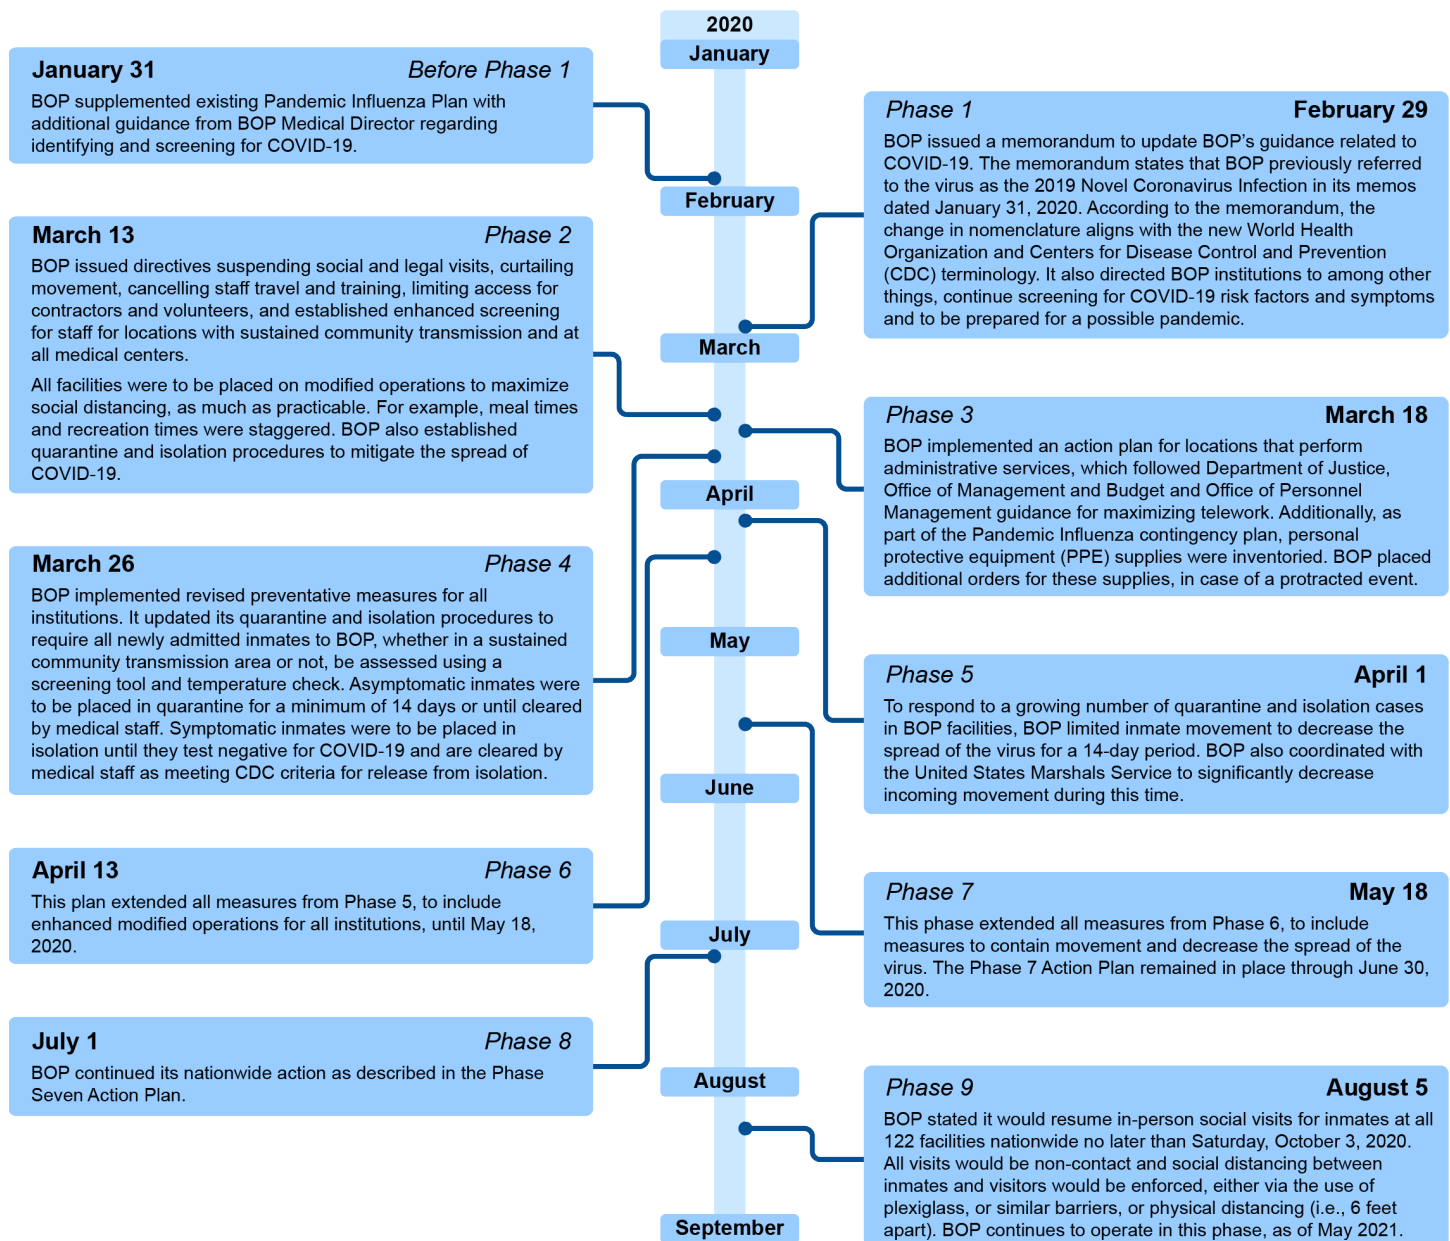 2020
January
January 31
Before Phase 1
BOP supplemented existing Pandemic Influenza Plan with
additional guidance from BOP Medical Director regarding
identifying and screening for COVID-19.
Phase 1
February 29
BOP issued a memorandum to update BOP’s guidance related to
COVID-19. The memorandum states that BOP previously referred
to the virus as the 2019 Novel Coronavirus Infection in its memos
dated January 31, 2020. According to the memorandum, the
change in nomenclature aligns with the new World Health
Organization and Centers for Disease Control and Prevention
(CDC) terminology. It also directed BOP institutions to among other
things, continue screening for COVID-19 risk factors and symptoms
and to be prepared for a possible pandemic.
February
March 13
Phase 2
BOP issued directives suspending social and legal visits, curtailing
movement, cancelling staff travel and training, limiting access for
contractors and volunteers, and established enhanced screening
for staff for locations with sustained community transmission and at
all medical centers.
All facilities were to be placed on modified operations to maximize
social distancing, as much as practicable. For example, meal times
and recreation times were staggered. BOP also established
quarantine and isolation procedures to mitigate the spread of
COVID-19.
March
Phase 3
March 18
BOP implemented an action plan for locations that perform
administrative services, which followed Department of Justice,
Office of Management and Budget and Office of Personnel
Management guidance for maximizing telework. Additionally, as
part of the Pandemic Influenza contingency plan, personal
protective equipment (PPE) supplies were inventoried. BOP placed
additional orders for these supplies, in case of a protracted event.
April
March 26
Phase 4
BOP implemented revised preventative measures for all
institutions. It updated its quarantine and isolation procedures to
require all newly admitted inmates to BOP, whether in a sustained
community transmission area or not, be assessed using a
screening tool and temperature check. Asymptomatic inmates were
to be placed in quarantine for a minimum of 14 days or until cleared
by medical staff. Symptomatic inmates were to be placed in
isolation until they test negative for COVID-19 and are cleared by
medical staff as meeting CDC criteria for release from isolation.
May
Phase 5
April 1
To respond to a growing number of quarantine and isolation cases
in BOP facilities, BOP limited inmate movement to decrease the
spread of the virus for a 14-day period. BOP also coordinated with
the United States Marshals Service to significantly decrease
incoming movement during this time.
June
April 13
Phase 6
This plan extended all measures from Phase 5, to include
enhanced modified operations for all institutions, until May 18,
2020.
Phase 7
May 18
This phase extended all measures from Phase 6, to include
measures to contain movement and decrease the spread of the
virus. The Phase 7 Action Plan remained in place through June 30,
2020.
July
July 1
Phase 8
BOP continued its nationwide action as described in the Phase
Seven Action Plan.
August
Phase 9
August 5
BOP stated it would resume in-person social visits for inmates at all
122 facilities nationwide no later than Saturday, October 3, 2020.
All visits would be non-contact and social distancing between
inmates and visitors would be enforced, either via the use of
plexiglass, or similar barriers, or physical distancing (i.e., 6 feet
apart). BOP continues to operate in this phase, as of May 2021.
September